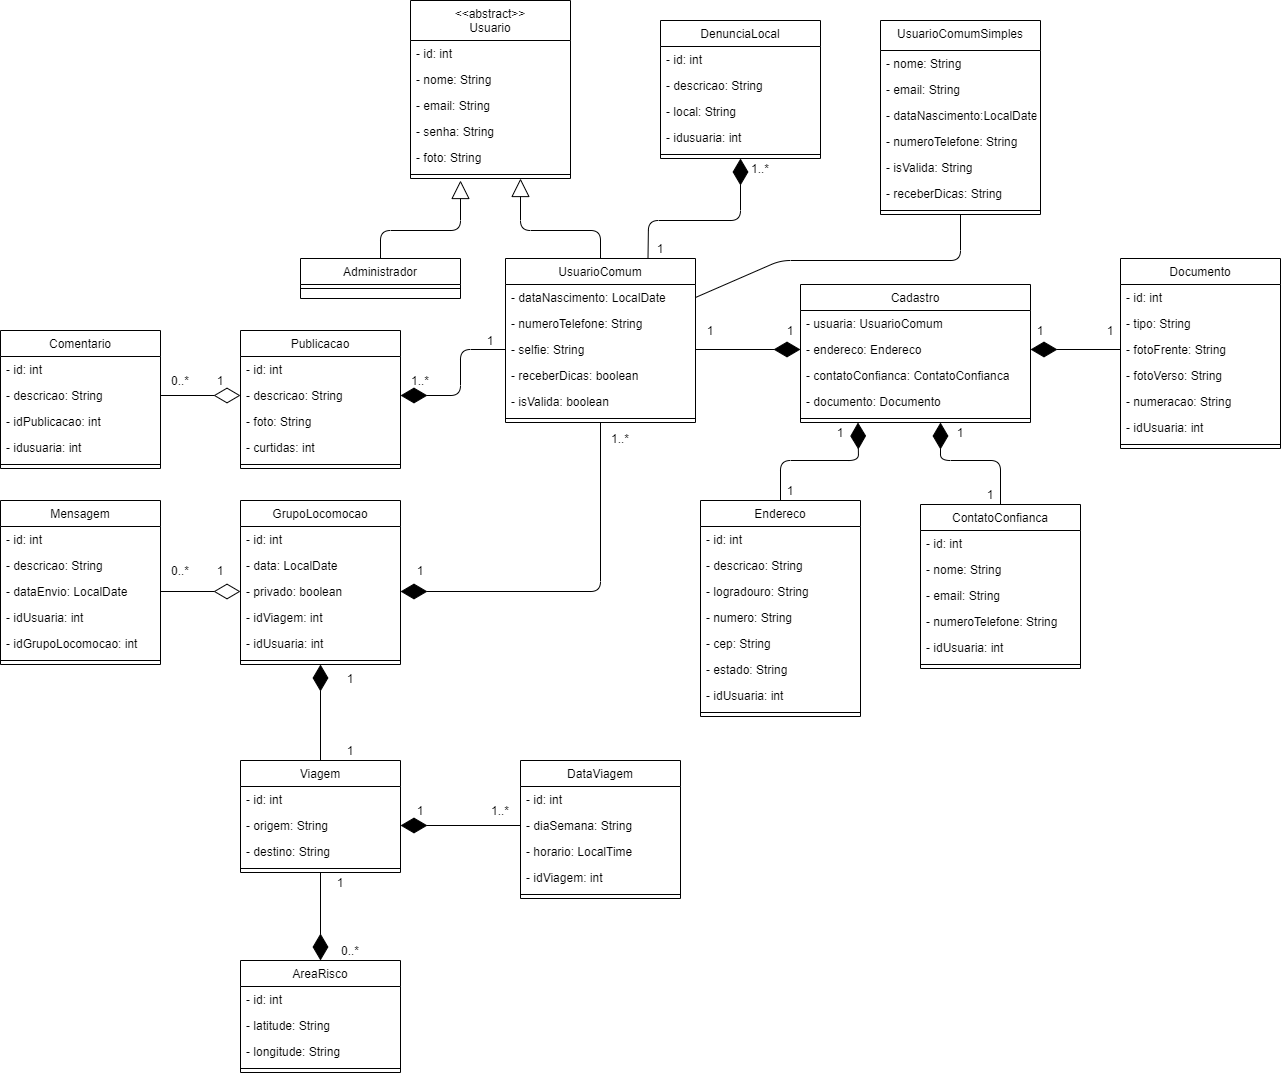 <<abstract>>
Usuario
- id: int
- nome: String
- email: String
- senha: String
- foto: String
DenunciaLocal
- id: int
- descricao: String
- local: String
- idusuaria: int
1..*
1
UsuarioComumSimples
- nome: String
- email: String
- dataNascimento:LocalDate
- numeroTelefone: String
- isValida: String
- receberDicas: String
Administrador
UsuarioComum
- dataNascimento: LocalDate
- numeroTelefone: String
- selfie: String
- receberDicas: boolean
- isValida: boolean
1
1
1..*
Cadastro
- usuaria: UsuarioComum
- endereco: Endereco
- contatoConfianca: ContatoConfianca
- documento: Documento
1
1
1
1
1
Documento
- id: int
- tipo: String
- fotoFrente: String
- fotoVerso: String
- numeracao: String
- idUsuaria: int
Comentario
- id: int
- descricao: String
- idPublicacao: int
- idusuaria: int
0..*
1
Publicacao
- id: int
- descricao: String
- foto: String
- curtidas: int
1..*
Mensagem
- id: int
- descricao: String
- dataEnvio: LocalDate
- idUsuaria: int
- idGrupoLocomocao: int
0..*
1
GrupoLocomocao
- id: int
- data: LocalDate
- privado: boolean
- idViagem: int
- idUsuaria: int
1
1
1
Endereco
- id: int
- descricao: String
- logradouro: String
- numero: String
- cep: String
- estado: String
- idUsuaria: int
1
ContatoConfianca
- id: int
- nome: String
- email: String
- numeroTelefone: String
- idUsuaria: int
1
Viagem
- id: int
- origem: String
- destino: String
1
1..*
DataViagem
- id: int
- diaSemana: String
- horario: LocalTime
- idViagem: int
1
0..*
AreaRisco
- id: int
- latitude: String
- longitude: String